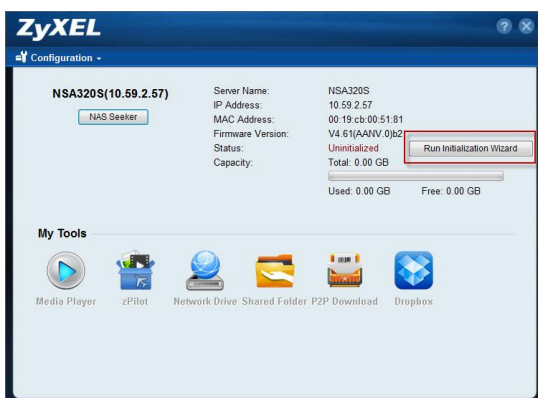 ZyXEL
Configuration
NSA320S(10.59.2.57)
NAS Seeker
Server Name: NSA320S
IP Address: 10.59.2.57
MAC Address: 00:19:cb:00:51:81
Firmware Version: V4.61(AANV.0)b2
Status: Uninitialized
Run Initialization Wizard
Capacity: Total: 0.00 GB
Used: 0.00 GB Free: 0.00 GB
My Tools
Media Player zPilot Network Drive Shared Folder P2P Download Dropbox